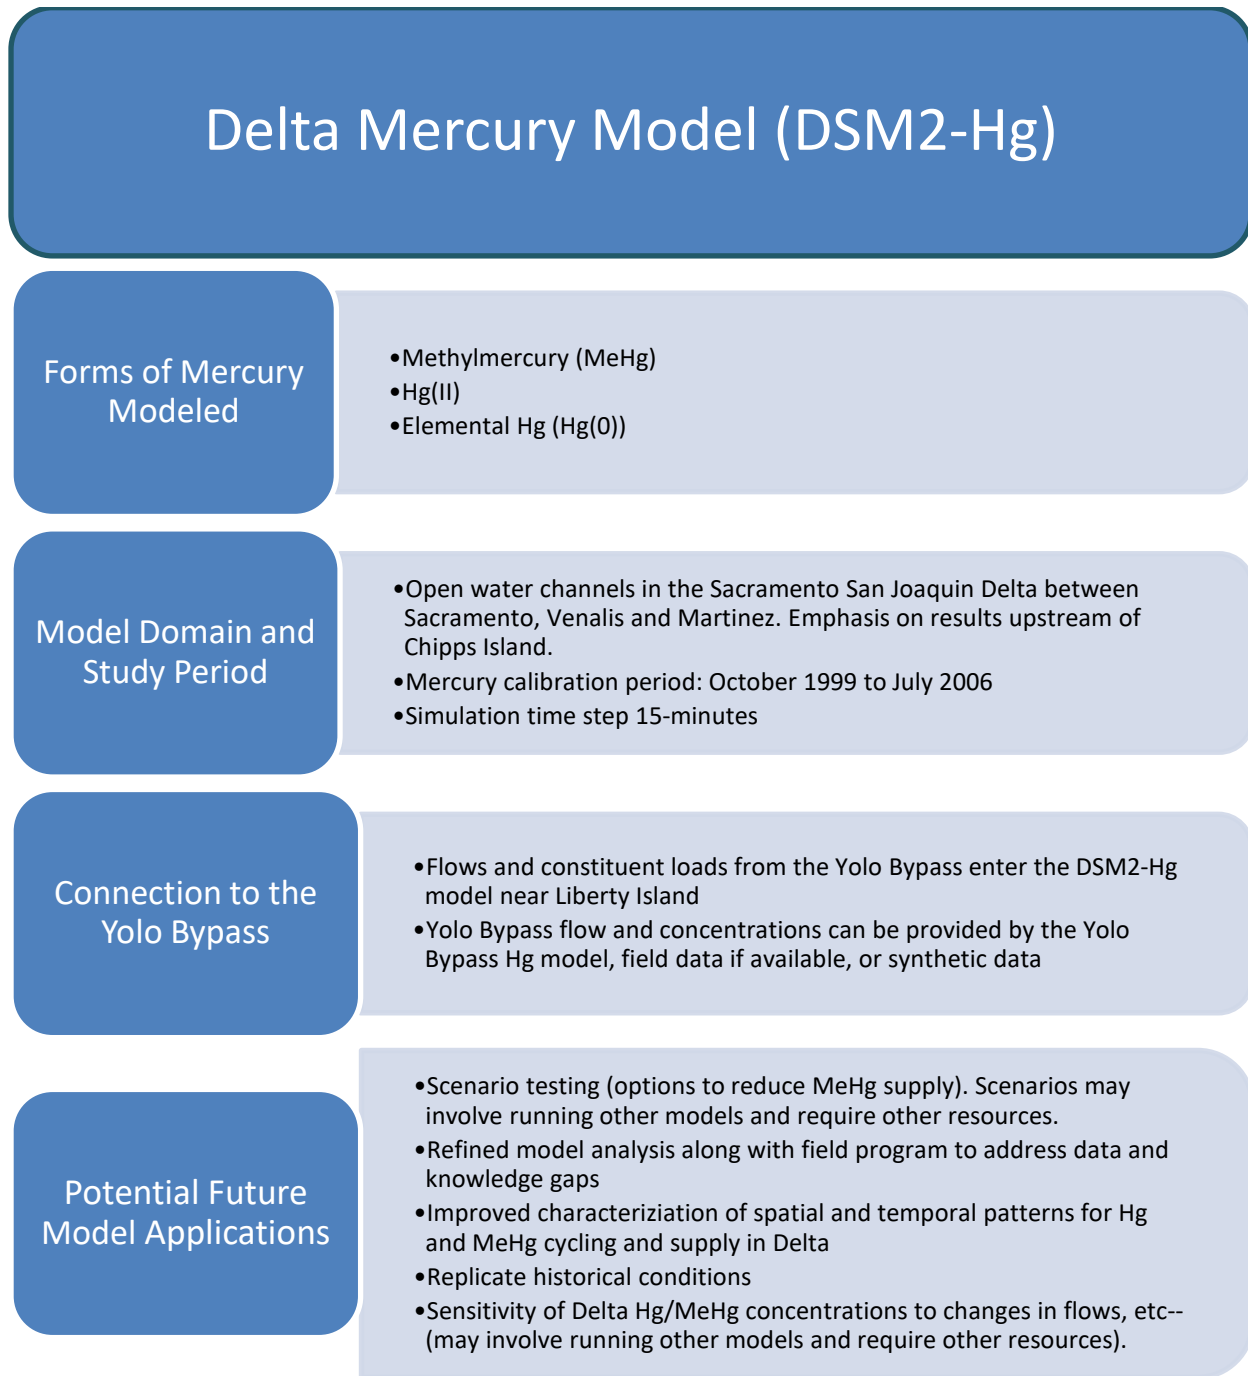 Delta Mercury Model (DSM2-Hg)
Forms of Mercury
Modeled
•Methylmercury (MeHg)
•Hg(II)
•Elemental Hg (Hg(0))
Model Domain and
Study Period
•Open water channels in the Sacramento San Joaquin Delta between
Sacramento, Venalis and Martinez. Emphasis on results upstream of
Chipps Island.
•Mercury calibration period: October 1999 to July 2006
•Simulation time step 15-minutes
Connection to the
Yolo Bypass
•Flows and constituent loads from the Yolo Bypass enter the DSM2-Hg
model near Liberty Island
•Yolo Bypass flow and concentrations can be provided by the Yolo
Bypass Hg model, field data if available, or synthetic data
Potential Future
Model Applications
•Scenario testing (options to reduce MeHg supply). Scenarios may
involve running other models and require other resources.
•Refined model analysis along with field program to address data and
knowledge gaps
•Improved characteriziation of spatial and temporal patterns for Hg
and MeHg cycling and supply in Delta
•Replicate historical conditions
•Sensitivity of Delta Hg/MeHg concentrations to changes in flows, etc--
(may involve running other models and require other resources).